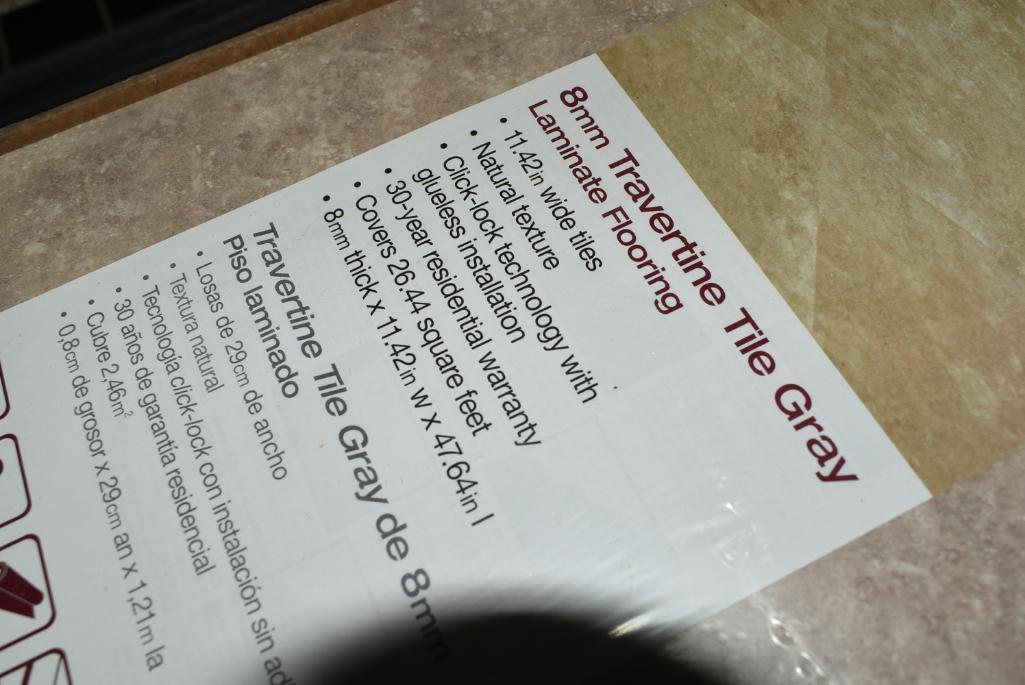 8mm Travertine Tile Gray
Laminate Flooring
• 11.42in wide tiles
• Natural texture
• Click-lock technology with
glueless installation
• 30-year residential warranty
• Covers 26.44 square feet
• 8mm thick x 11.42in w x 47.64in l
Travertine Tile Gray de 8mm
Piso laminado
• Losas de 29cm de ancho
• Textura natural
• Tecnología click-lock con instalación sin
• 30 años de garantía residencial
• Cubre 2,46m²
• 0,8cm de grosor x 29cm an x 1,21m la